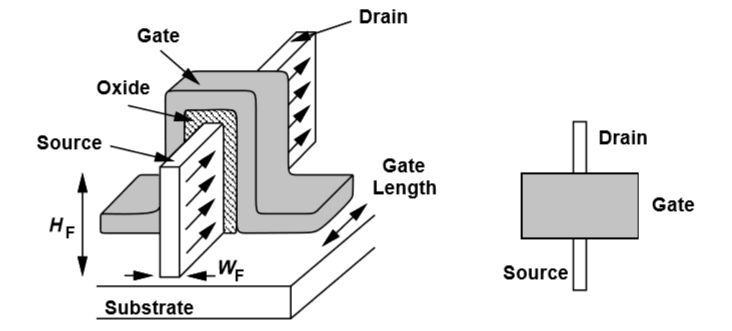 Drain
Gate
Oxide
Source
Gate
Length
HF
WF
Substrate
Drain
Gate
Source